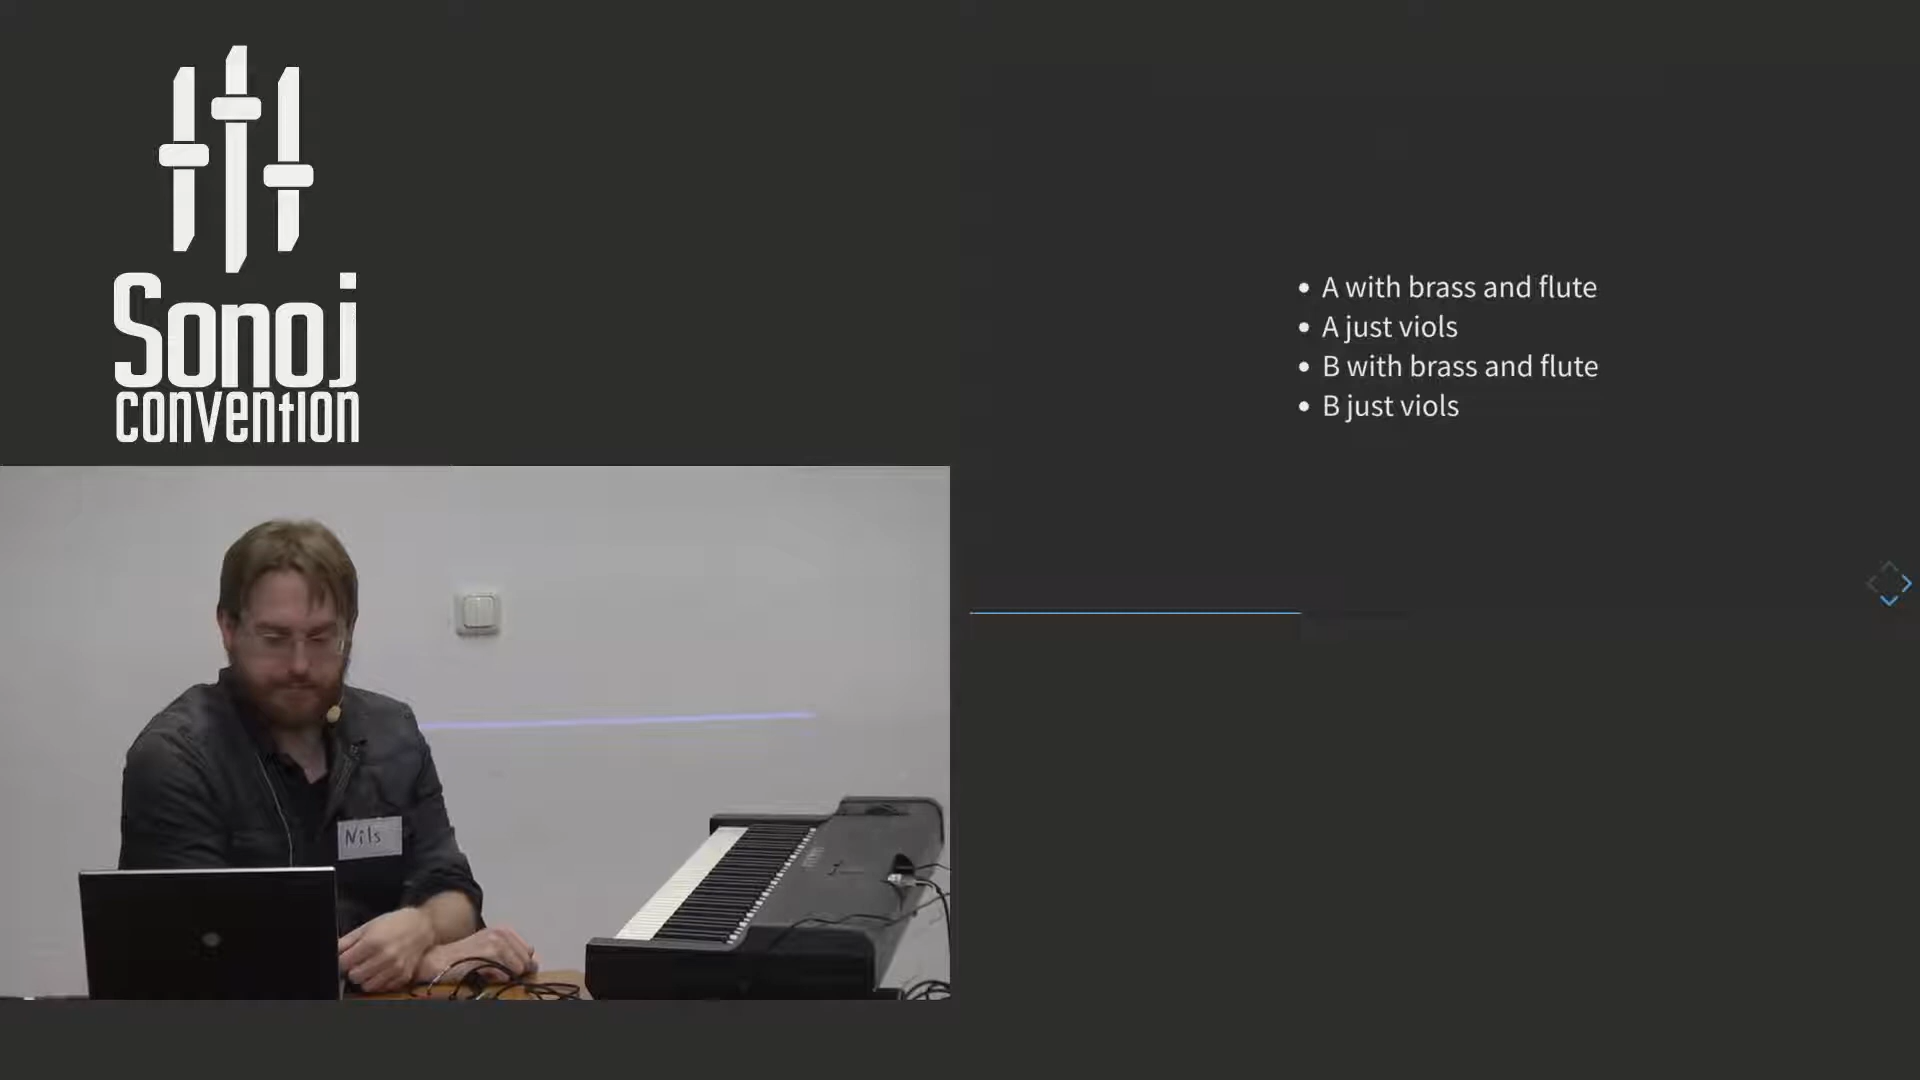 Sonoj
convention
A with brass and flute
A just viols
B with brass and flute
B just viols
Nils